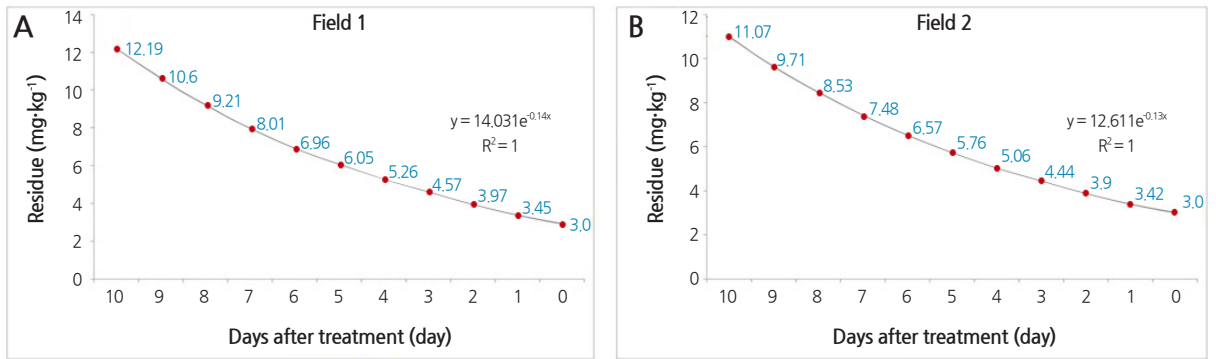 A
Field 1
14
12
10
8
6
4
2
0
Residue (mg·kg⁻¹)
12.19
10.6
9.21
8.01
6.96
6.05
5.26
4.57
3.97
3.45
3.0
y = 14.031e⁻⁰·¹⁴ˣ
R² = 1
10 9 8 7 6 5 4 3 2 1 0
Days after treatment (day)
B
Field 2
12
10
8
6
4
2
0
Residue (mg·kg⁻¹)
11.07
9.71
8.53
7.48
6.57
5.76
5.06
4.44
3.9
3.42
3.0
y = 12.611e⁻⁰·¹³ˣ
R² = 1
10 9 8 7 6 5 4 3 2 1 0
Days after treatment (day)